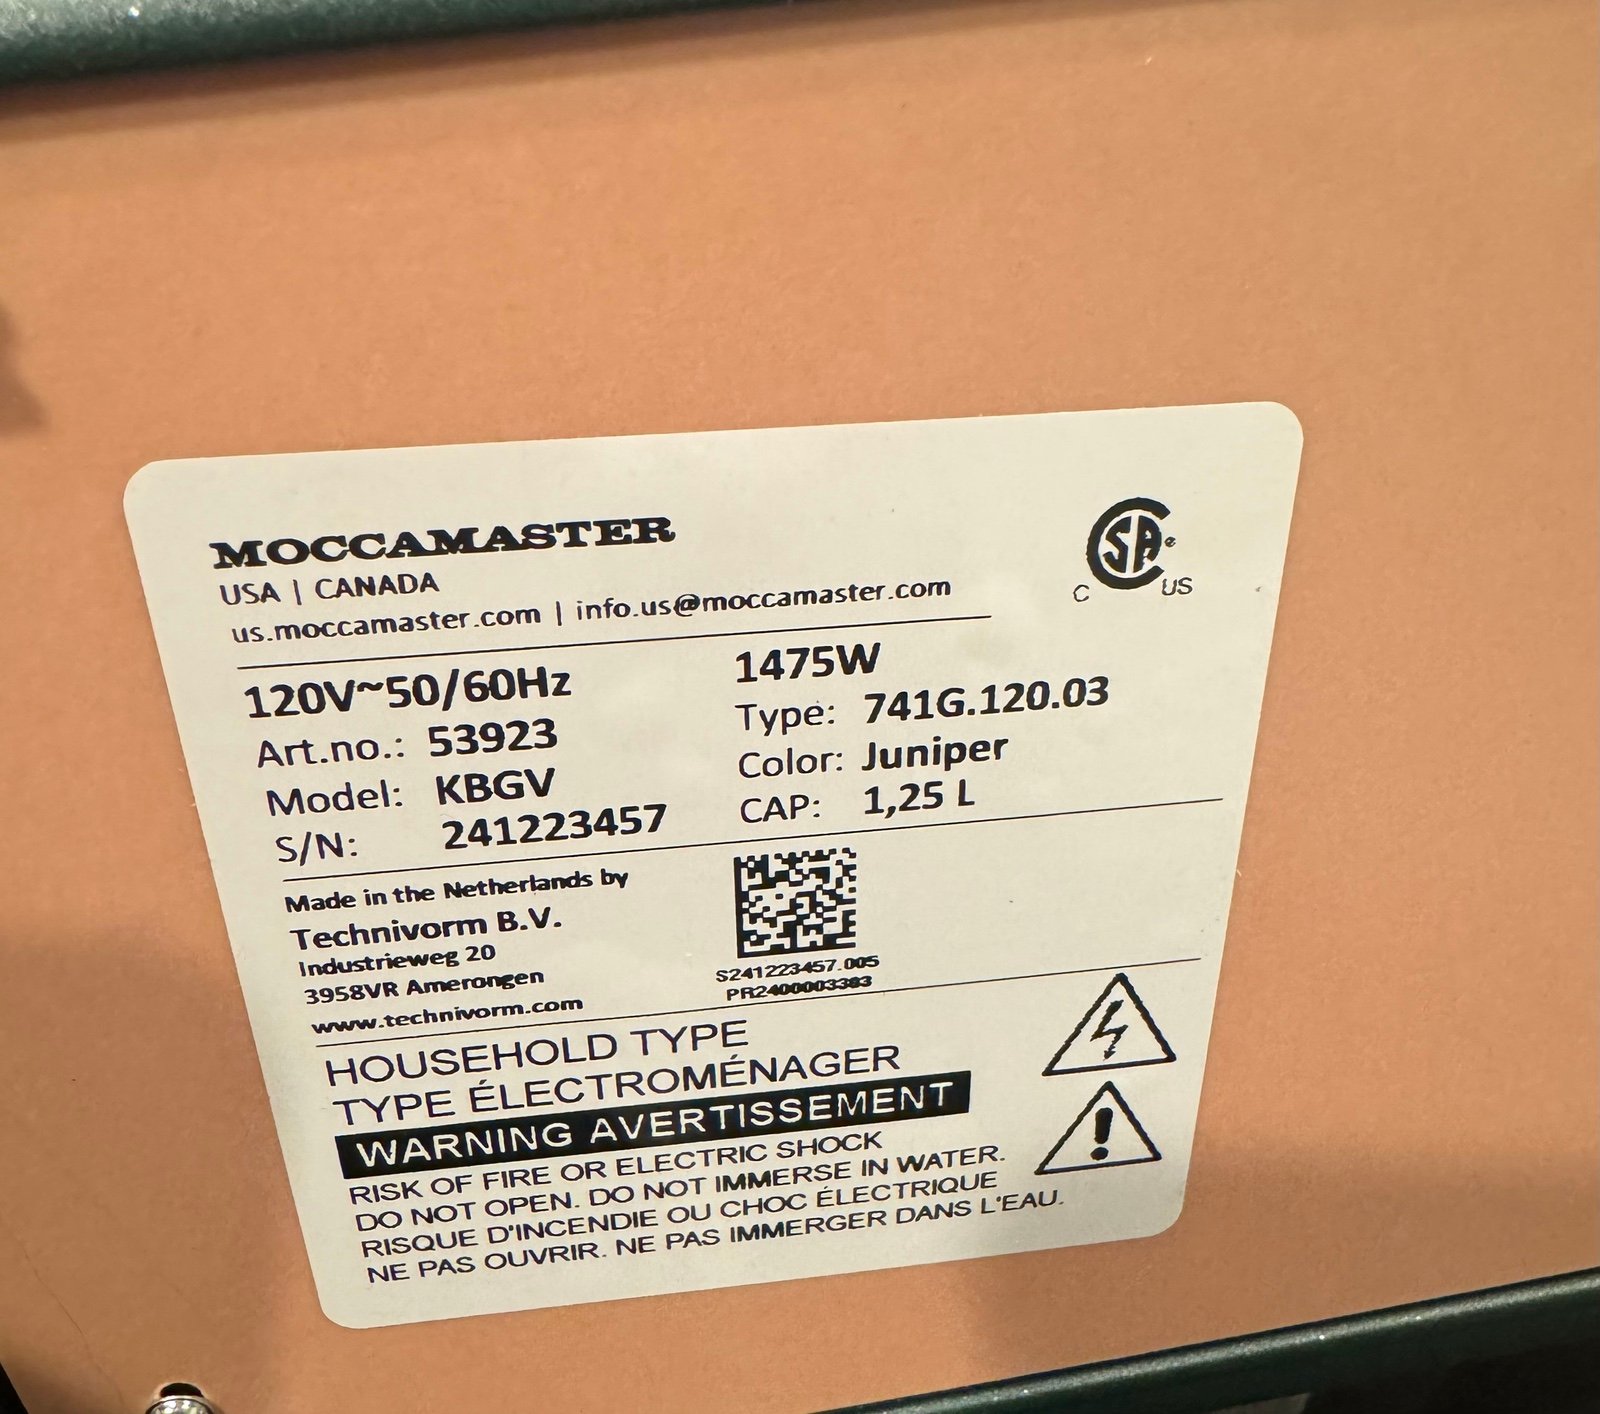 MOCCAMASTER
USA | CANADA
us.moccamaster.com | info.us@moccamaster.com
CSA®
C US
120V~50/60Hz 1475W
Art.no.: 53923 Type: 741G.120.03
Model: KBGV Color: Juniper
S/N: 241223457 CAP: 1,25 L
Made in the Netherlands by
Technivorm B.V.
Industrieweg 20
3958VR Amerongen
www.technivorm.com
S241223457.005
PR2400003383
HOUSEHOLD TYPE
TYPE ÉLECTROMÉNAGER
WARNING AVERTISSEMENT
RISK OF FIRE OR ELECTRIC SHOCK
DO NOT OPEN. DO NOT IMMERSE IN WATER.
RISQUE D'INCENDIE OU CHOC ÉLECTRIQUE
NE PAS OUVRIR. NE PAS IMMERGER DANS L'EAU.